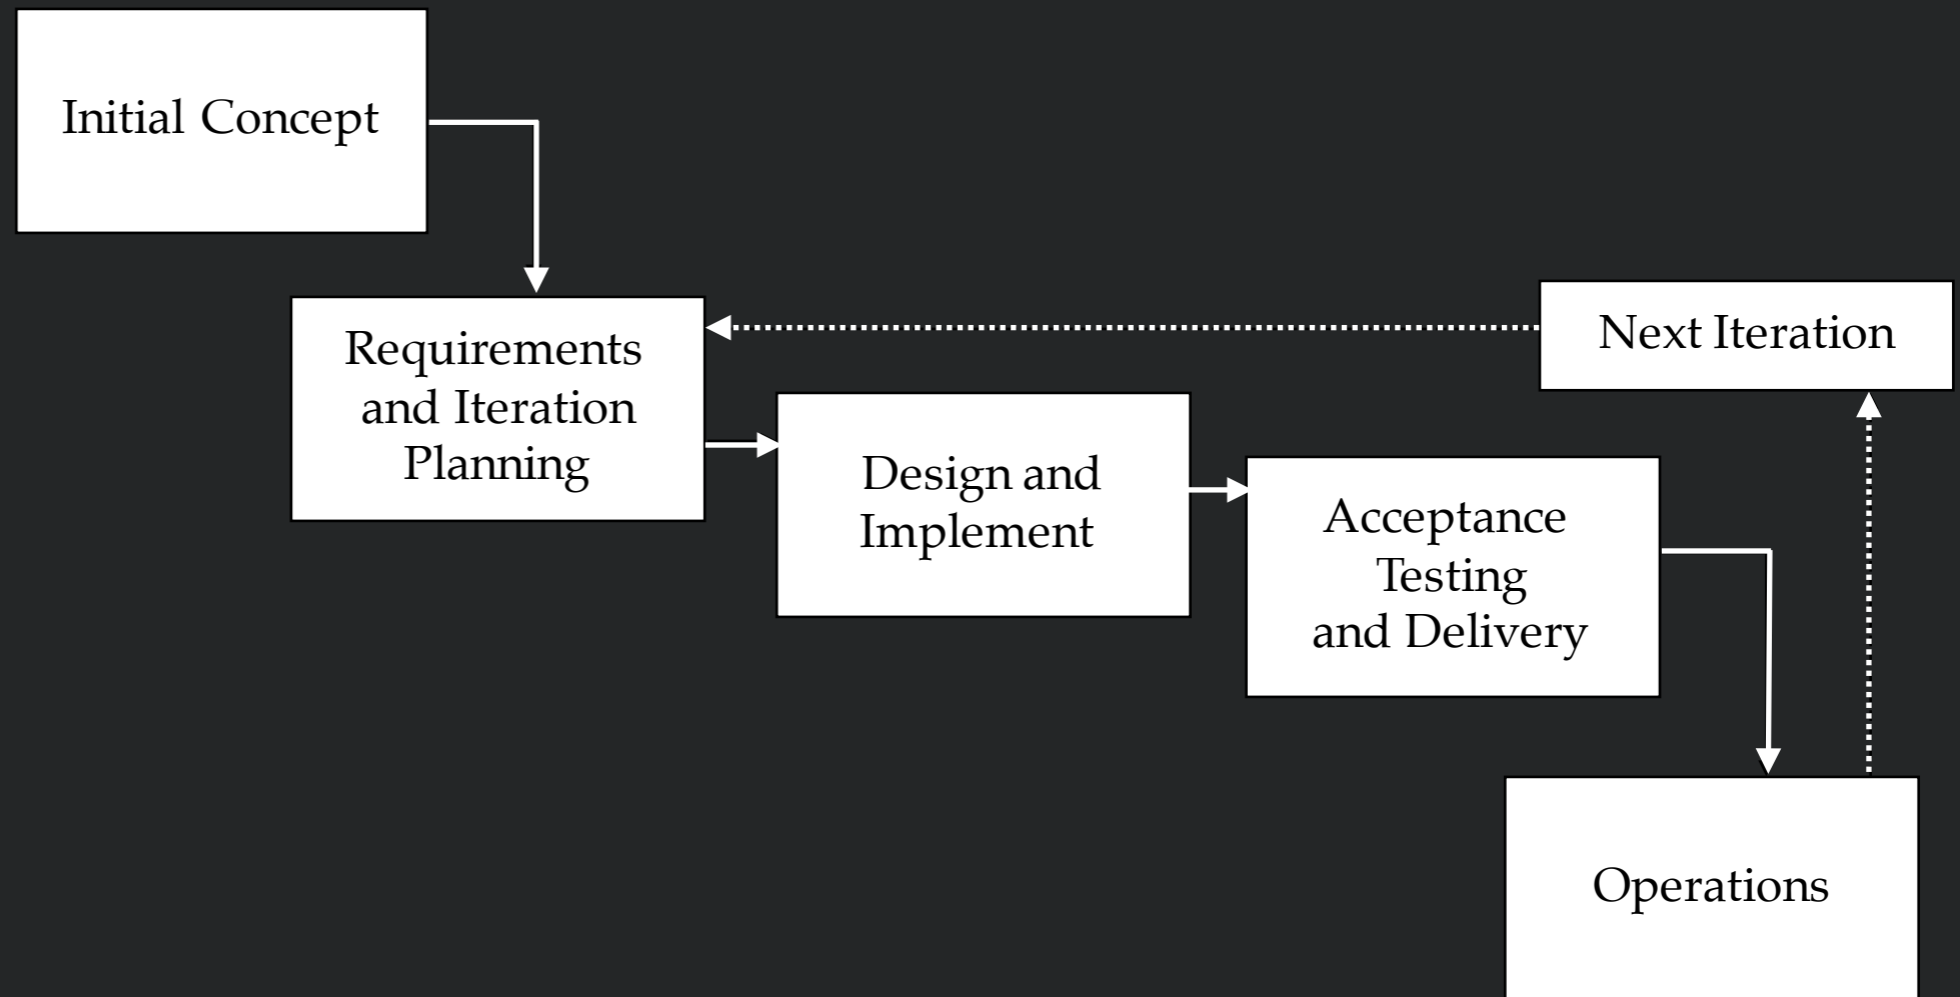 Initial Concept
Requirements
and Iteration
Planning
Next Iteration
Design and
Implement
Acceptance
Testing
and Delivery
Operations